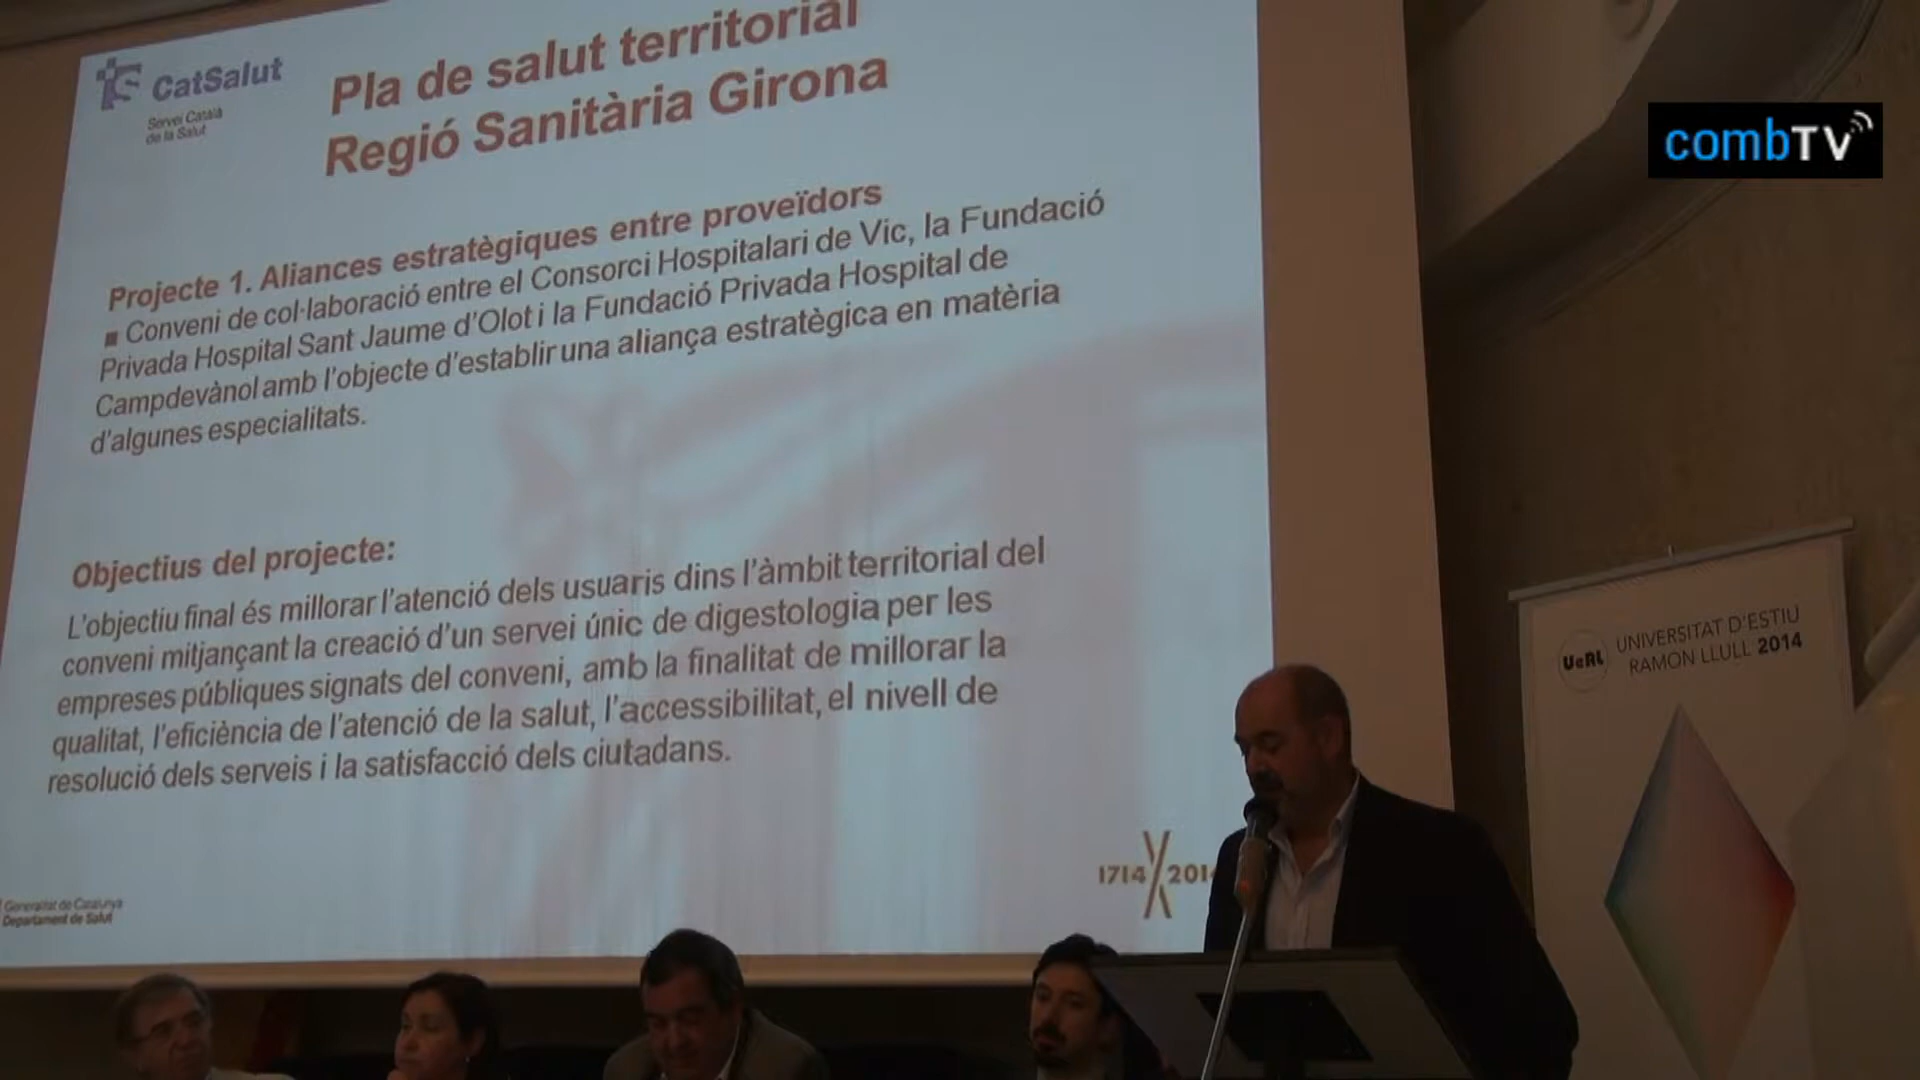 CatSalut
Servei Català
de la Salut
Pla de salut territorial
Regió Sanitària Girona
Projecte 1. Aliances estratègiques entre proveïdors
■ Conveni de col·laboració entre el Consorci Hospitalari de Vic, la Fundació
Privada Hospital Sant Jaume d'Olot i la Fundació Privada Hospital de
Campdevànol amb l'objecte d'establir una aliança estratègica en matèria
d'algunes especialitats.
Objectius del projecte:
L'objectiu final és millorar l'atenció dels usuaris dins l'àmbit territorial del
conveni mitjançant la creació d'un servei únic de digestologia per les
empreses públiques signats del conveni, amb la finalitat de millorar la
qualitat, l'eficiència de l'atenció de la salut, l'accessibilitat, el nivell de
resolució dels serveis i la satisfacció dels ciutadans.
1714 201
Generalitat de Catalunya
Departament de Salut
combTV
UeRL
UNIVERSITAT D'ESTIU
RAMON LLULL 2014